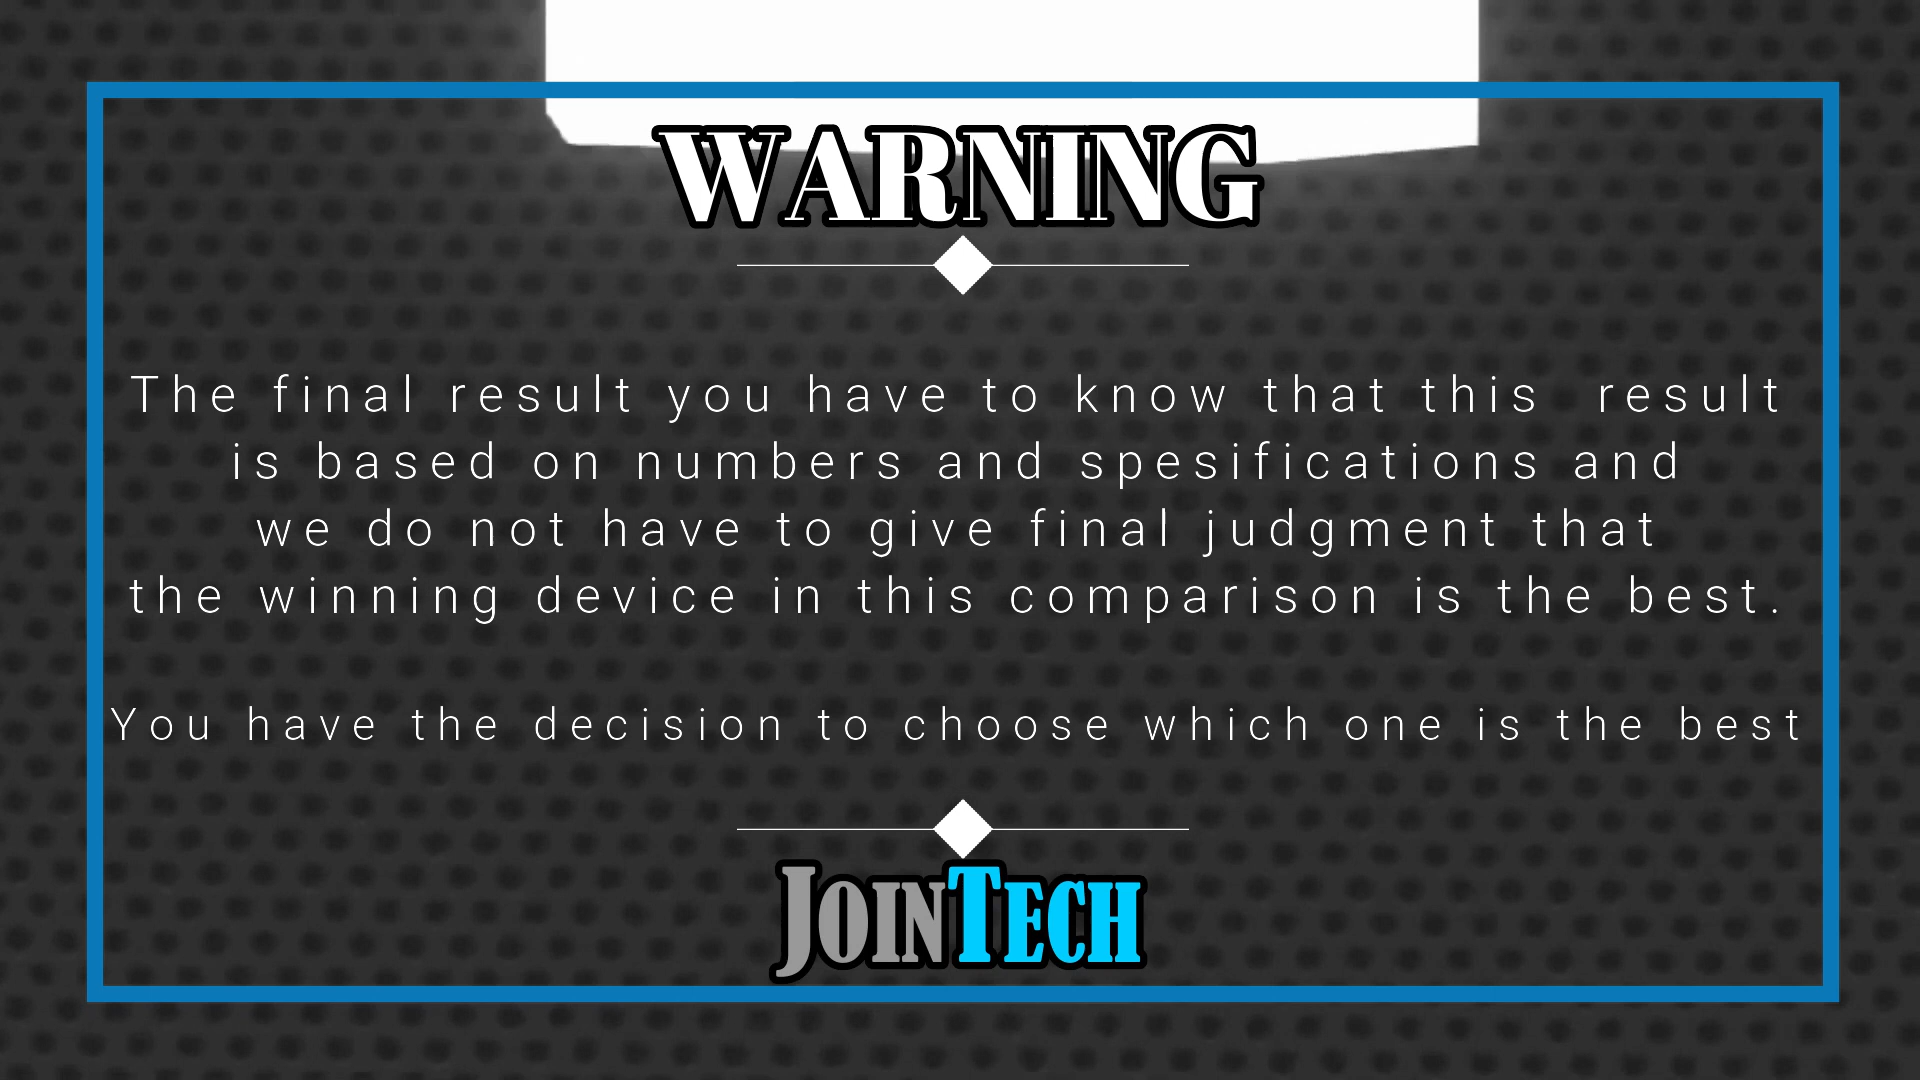 WARNING
The final result you have to know that this result
is based on numbers and spesifications and
we do not have to give final judgment that
the winning device in this comparison is the best.
You have the decision to choose which one is the best
JOINTECH